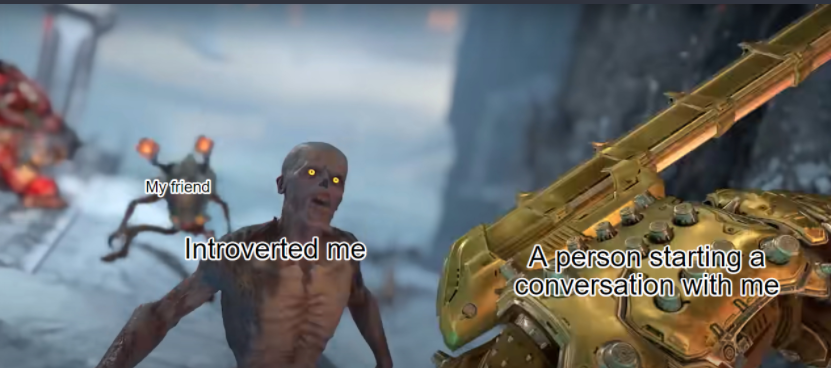 My friend
Introverted me
A person starting a
conversation with me